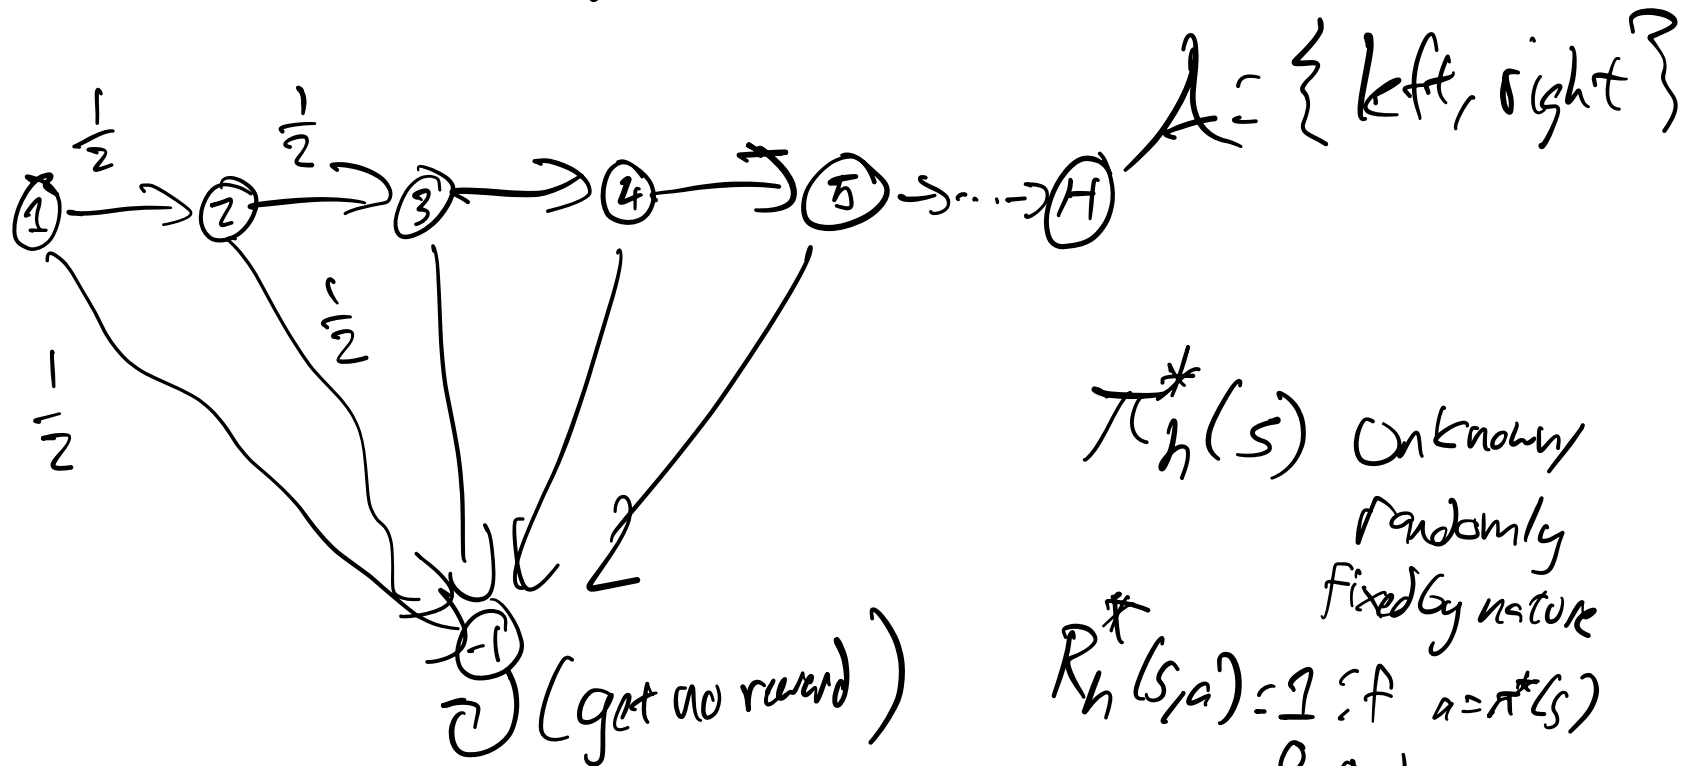 A = { left, right }
1/2 1/2
1 → 2 → 3 → 4 → 5 → ... → H
1/2
1/2
π*_h(s) unknown,
randomly
fixed by nature
-1
(get no reward)
R*_h(s,a) = 1 if a=π*(s)